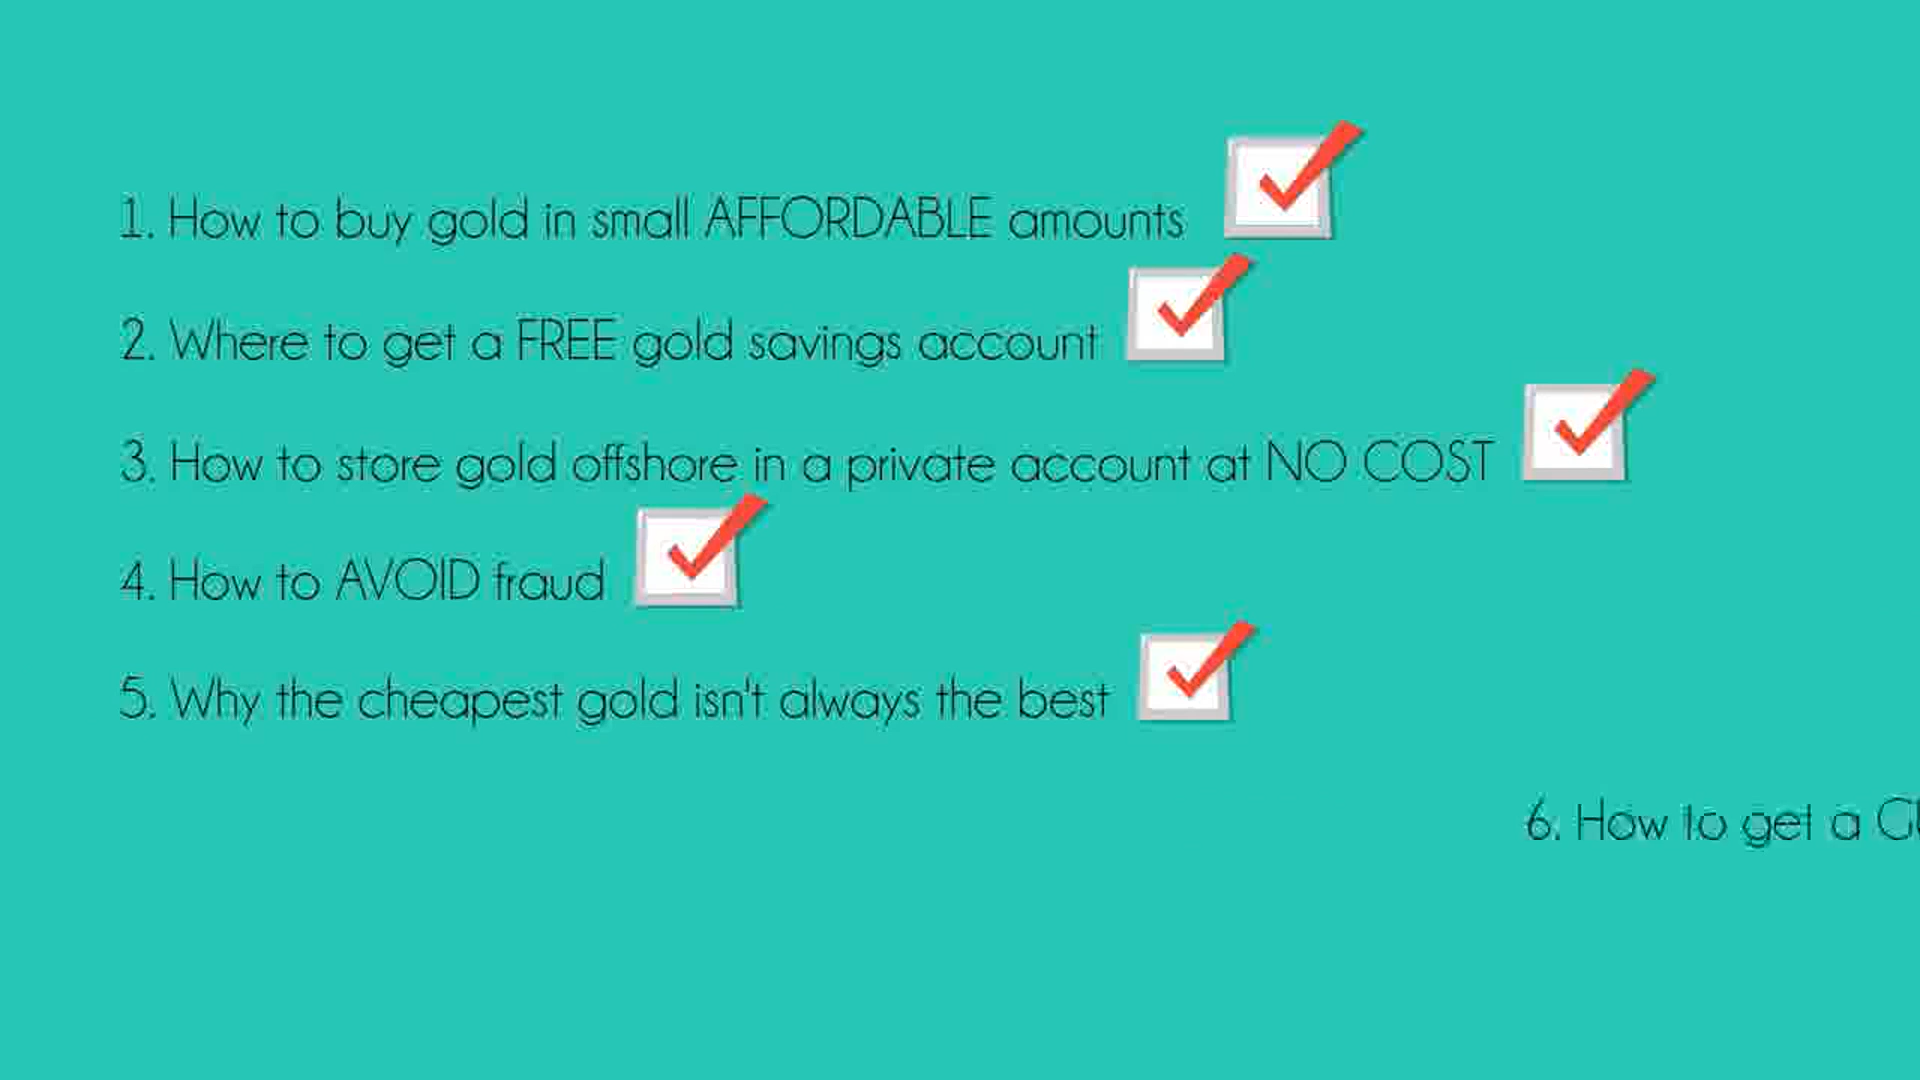 1. How to buy gold in small AFFORDABLE amounts
2. Where to get a FREE gold savings account
3. How to store gold offshore in a private account at NO COST
4. How to AVOID fraud
5. Why the cheapest gold isn't always the best
6. How to get a